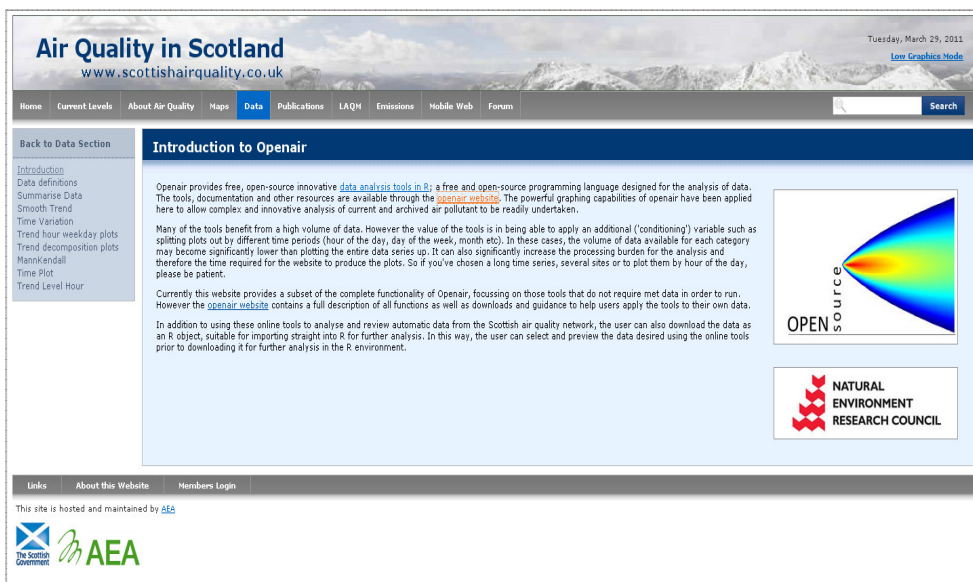 Air Quality in Scotland
www.scottishairquality.co.uk
Tuesday, March 29, 2011
Low Graphics Mode
Home Current Levels About Air Quality Maps Data Publications LAQM Emissions Mobile Web Forum Search
Back to Data Section
Introduction
Data definitions
Summarise Data
Smooth Trend
Time Variation
Trend hour weekday plots
Trend decomposition plots
MannKendall
Time Plot
Trend Level Hour
Introduction to Openair
Openair provides free, open-source innovative data analysis tools in R; a free and open-source programming language designed for the analysis of data.
The tools, documentation and other resources are available through the openair website. The powerful graphing capabilities of openair have been applied
here to allow complex and innovative analysis of current and archived air pollutant to be readily undertaken.
Many of the tools benefit from a high volume of data. However the value of the tools is in being able to apply an additional ('conditioning') variable such as
splitting plots out by different time periods (hour of the day, day of the week, month etc). In these cases, the volume of data available for each category
may become significantly lower than plotting the entire data series up. It can also significantly increase the processing burden for the analysis and
therefore the time required for the website to produce the plots. So if you've chosen a long time series, several sites or to plot them by hour of the day,
please be patient.
Currently this website provides a subset of the complete functionality of Openair, focussing on those tools that do not require met data in order to run.
However the openair website contains a full description of all functions as well as downloads and guidance to help users apply the tools to their own data.
In addition to using these online tools to analyse and review automatic data from the Scottish air quality network, the user can also download the data as
an R object, suitable for importing straight into R for further analysis. In this way, the user can select and preview the data desired using the online tools
prior to downloading it for further analysis in the R environment.
OPEN source
NATURAL
ENVIRONMENT
RESEARCH COUNCIL
Links About this Website Members Login
This site is hosted and maintained by AEA
The Scottish
Government
AEA